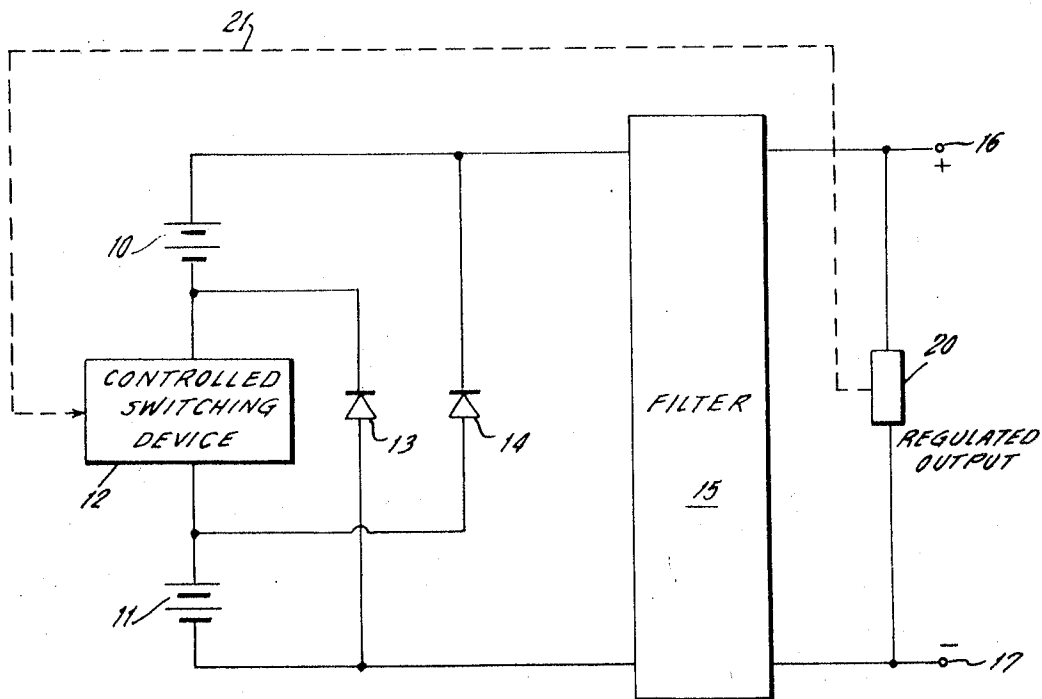 21
16
+
10
CONTROLLED
SWITCHING
DEVICE
12
13
14
FILTER
15
20
REGULATED
OUTPUT
11
−
17